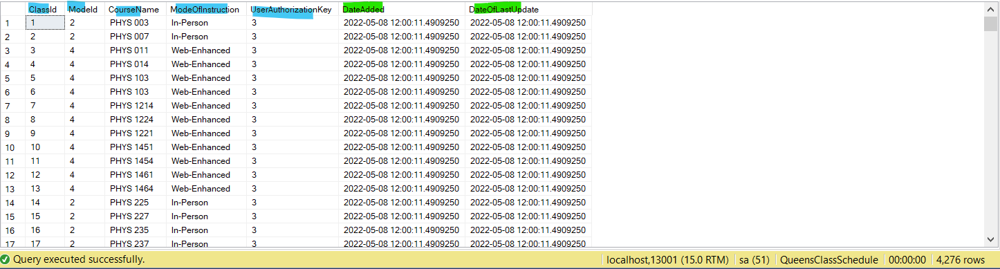 ClassId ModeId CourseName ModeOfInstruction UserAuthorizationKey DateAdded DateOfLastUpdate
1 1 2 PHYS 003 In-Person 3 2022-05-08 12:00:11.4909250 2022-05-08 12:00:11.4909250
2 2 2 PHYS 007 In-Person 3 2022-05-08 12:00:11.4909250 2022-05-08 12:00:11.4909250
3 3 4 PHYS 011 Web-Enhanced 3 2022-05-08 12:00:11.4909250 2022-05-08 12:00:11.4909250
4 4 4 PHYS 014 Web-Enhanced 3 2022-05-08 12:00:11.4909250 2022-05-08 12:00:11.4909250
5 5 4 PHYS 103 Web-Enhanced 3 2022-05-08 12:00:11.4909250 2022-05-08 12:00:11.4909250
6 6 4 PHYS 103 Web-Enhanced 3 2022-05-08 12:00:11.4909250 2022-05-08 12:00:11.4909250
7 7 4 PHYS 1214 Web-Enhanced 3 2022-05-08 12:00:11.4909250 2022-05-08 12:00:11.4909250
8 8 4 PHYS 1224 Web-Enhanced 3 2022-05-08 12:00:11.4909250 2022-05-08 12:00:11.4909250
9 9 4 PHYS 1221 Web-Enhanced 3 2022-05-08 12:00:11.4909250 2022-05-08 12:00:11.4909250
10 10 4 PHYS 1451 Web-Enhanced 3 2022-05-08 12:00:11.4909250 2022-05-08 12:00:11.4909250
11 11 4 PHYS 1454 Web-Enhanced 3 2022-05-08 12:00:11.4909250 2022-05-08 12:00:11.4909250
12 12 4 PHYS 1461 Web-Enhanced 3 2022-05-08 12:00:11.4909250 2022-05-08 12:00:11.4909250
13 13 4 PHYS 1464 Web-Enhanced 3 2022-05-08 12:00:11.4909250 2022-05-08 12:00:11.4909250
14 14 2 PHYS 225 In-Person 3 2022-05-08 12:00:11.4909250 2022-05-08 12:00:11.4909250
15 15 2 PHYS 227 In-Person 3 2022-05-08 12:00:11.4909250 2022-05-08 12:00:11.4909250
16 16 2 PHYS 235 In-Person 3 2022-05-08 12:00:11.4909250 2022-05-08 12:00:11.4909250
17 17 2 PHYS 237 In-Person 3 2022-05-08 12:00:11.4909250 2022-05-08 12:00:11.4909250
Query executed successfully. localhost,13001 (15.0 RTM) sa (51) QueensClassSchedule 00:00:00 4,276 rows